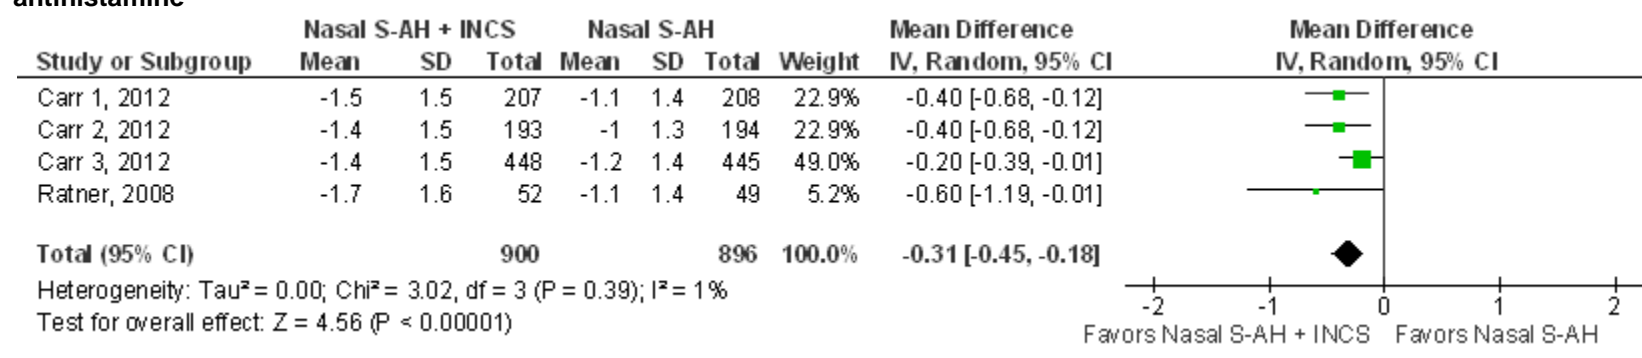 antihistamine
Nasal S-AH + INCS Nasal S-AH Mean Difference Mean Difference
Study or Subgroup Mean SD Total Mean SD Total Weight IV, Random, 95% CI IV, Random, 95% CI
Carr 1, 2012 -1.5 1.5 207 -1.1 1.4 208 22.9% -0.40 [-0.68, -0.12]
Carr 2, 2012 -1.4 1.5 193 -1 1.3 194 22.9% -0.40 [-0.68, -0.12]
Carr 3, 2012 -1.4 1.5 448 -1.2 1.4 445 49.0% -0.20 [-0.39, -0.01]
Ratner, 2008 -1.7 1.6 52 -1.1 1.4 49 5.2% -0.60 [-1.19, -0.01]
Total (95% CI) 900 896 100.0% -0.31 [-0.45, -0.18]
Heterogeneity: Tau² = 0.00; Chi² = 3.02, df = 3 (P = 0.39); I² = 1%
Test for overall effect: Z = 4.56 (P < 0.00001)
-2 -1 0 1 2
Favors Nasal S-AH + INCS Favors Nasal S-AH